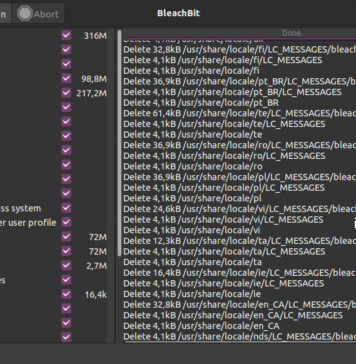 n
Abort
BleachBit
316M
98,8M
217,2M
ss system
er user profile
72M
72M
2,7M
es
16,4k
Done.
Delete 32,8kB /usr/share/locale/fi/LC_MESSAGES/bleac
Delete 4,1kB /usr/share/locale/fi/LC_MESSAGES
Delete 4,1kB /usr/share/locale/fi
Delete 36,9kB /usr/share/locale/pt_BR/LC_MESSAGES/b
Delete 4,1kB /usr/share/locale/pt_BR/LC_MESSAGES
Delete 4,1kB /usr/share/locale/pt_BR
Delete 61,4kB /usr/share/locale/te/LC_MESSAGES/bleac
Delete 4,1kB /usr/share/locale/te/LC_MESSAGES
Delete 4,1kB /usr/share/locale/te
Delete 36,9kB /usr/share/locale/ro/LC_MESSAGES/bleac
Delete 4,1kB /usr/share/locale/ro/LC_MESSAGES
Delete 4,1kB /usr/share/locale/ro
Delete 36,9kB /usr/share/locale/pl/LC_MESSAGES/bleac
Delete 4,1kB /usr/share/locale/pl/LC_MESSAGES
Delete 4,1kB /usr/share/locale/pl
Delete 24,6kB /usr/share/locale/vi/LC_MESSAGES/bleac
Delete 4,1kB /usr/share/locale/vi/LC_MESSAGES
Delete 4,1kB /usr/share/locale/vi
Delete 12,3kB /usr/share/locale/ta/LC_MESSAGES/bleac
Delete 4,1kB /usr/share/locale/ta/LC_MESSAGES
Delete 4,1kB /usr/share/locale/ta
Delete 16,4kB /usr/share/locale/ie/LC_MESSAGES/bleac
Delete 4,1kB /usr/share/locale/ie/LC_MESSAGES
Delete 4,1kB /usr/share/locale/ie
Delete 32,8kB /usr/share/locale/en_CA/LC_MESSAGES/b
Delete 4,1kB /usr/share/locale/en_CA/LC_MESSAGES
Delete 4,1kB /usr/share/locale/en_CA
Delete 4,1kB /usr/share/locale/nds/LC_MESSAGES/bleac